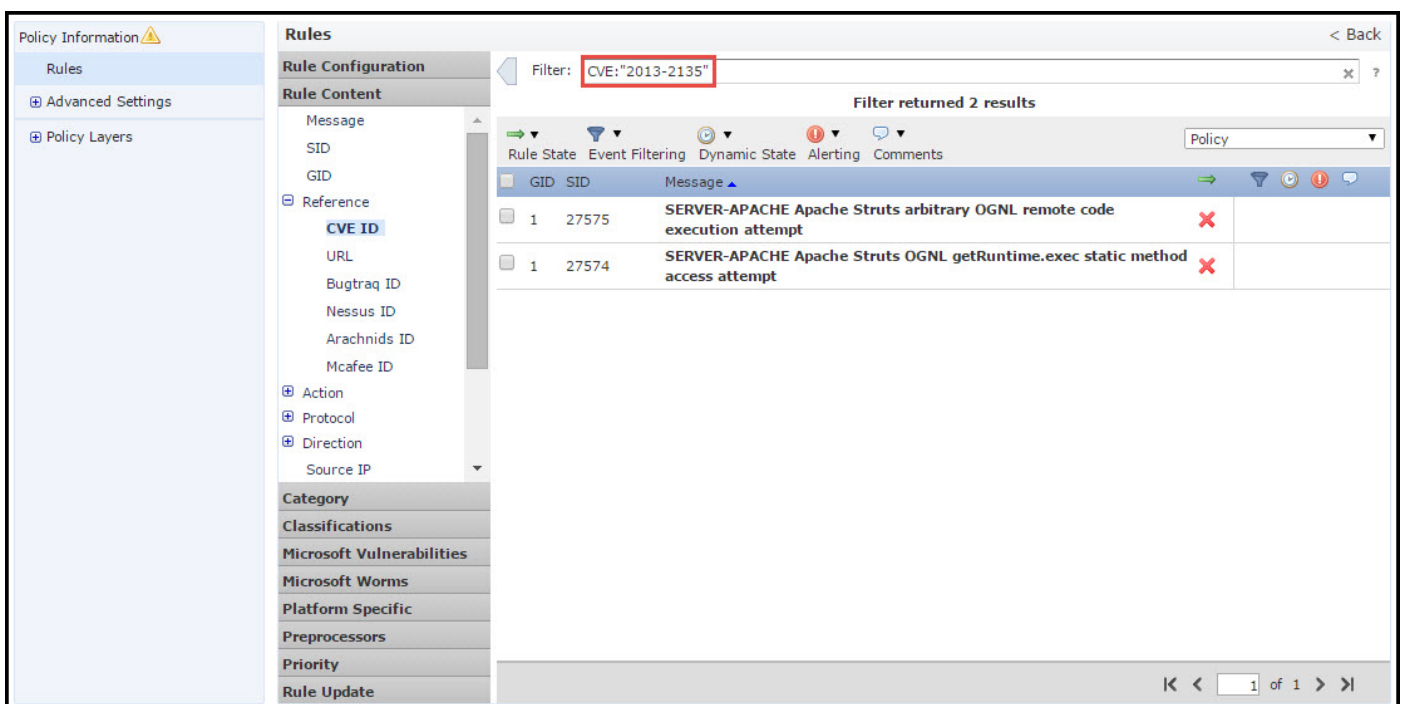 Policy Information
Rules
Advanced Settings
Policy Layers
Rules
< Back
Rule Configuration
Rule Content
Message
SID
GID
Reference
CVE ID
URL
Bugtraq ID
Nessus ID
Arachnids ID
Mcafee ID
Action
Protocol
Direction
Source IP
Category
Classifications
Microsoft Vulnerabilities
Microsoft Worms
Platform Specific
Preprocessors
Priority
Rule Update
Filter: CVE:"2013-2135" ?
Filter returned 2 results
Rule State Event Filtering Dynamic State Alerting Comments
Policy
GID SID Message
1 27575 SERVER-APACHE Apache Struts arbitrary OGNL remote code
execution attempt
1 27574 SERVER-APACHE Apache Struts OGNL getRuntime.exec static method
access attempt
1 of 1